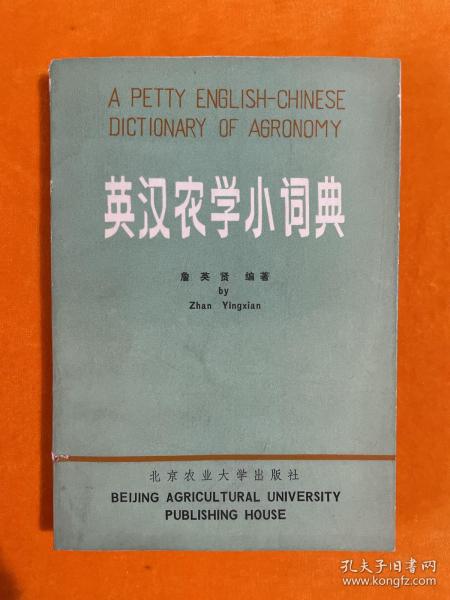 A PETTY ENGLISH-CHINESE
DICTIONARY OF AGRONOMY
英汉农学小词典
詹英贤 编著
by
Zhan Yingxian
北京农业大学出版社
BEIJING AGRICULTURAL UNIVERSITY
PUBLISHING HOUSE
孔夫子旧书网
www.kongfz.com